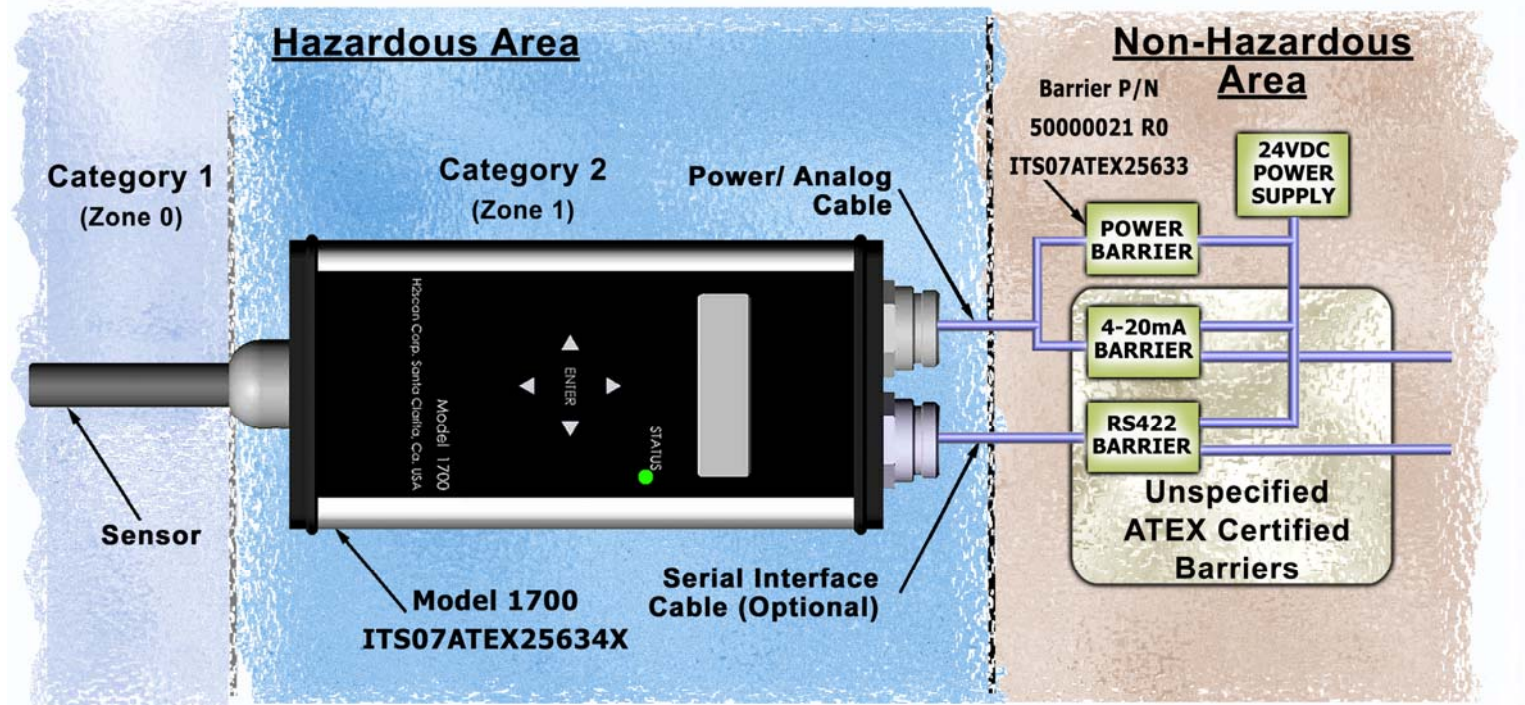 Hazardous Area
Non-Hazardous
Area
Category 1
(Zone 0)
Category 2
(Zone 1)
Power/ Analog
Cable
Barrier P/N
50000021 R0
ITS07ATEX25633
24VDC
POWER
SUPPLY
POWER
BARRIER
4-20mA
BARRIER
RS422
BARRIER
Unspecified
ATEX Certified
Barriers
H2scan Corp. Santa Clarita, Ca. USA
Model 1700
ENTER
STATUS
Sensor
Model 1700
ITS07ATEX25634X
Serial Interface
Cable (Optional)